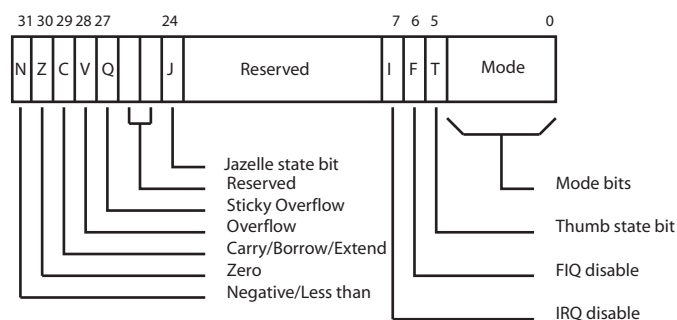 31 30 29 28 27 24 7 6 5 0
N Z C V Q J Reserved I F T Mode
Jazelle state bit
Reserved Mode bits
Sticky Overflow
Overflow Thumb state bit
Carry/Borrow/Extend
Zero FIQ disable
Negative/Less than
IRQ disable